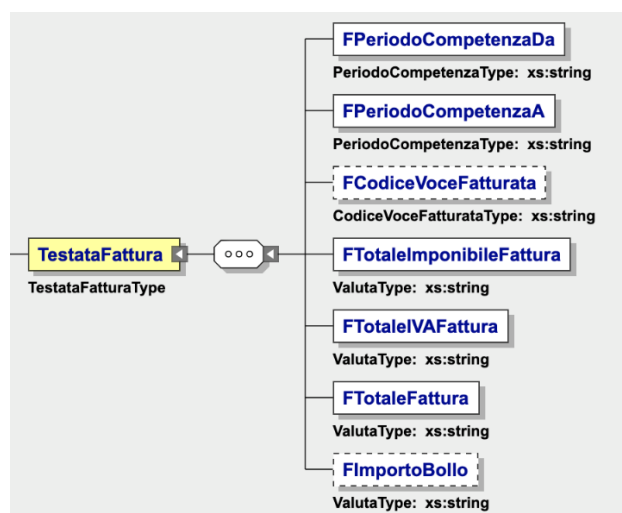 FPeriodoCompetenzaDa
PeriodoCompetenzaType: xs:string
FPeriodoCompetenzaA
PeriodoCompetenzaType: xs:string
FCodiceVoceFatturata
CodiceVoceFatturataType: xs:string
TestataFattura
TestataFatturaType
FTotaleImponibileFattura
ValutaType: xs:string
FTotaleIVAFattura
ValutaType: xs:string
FTotaleFattura
ValutaType: xs:string
FImportoBollo
ValutaType: xs:string